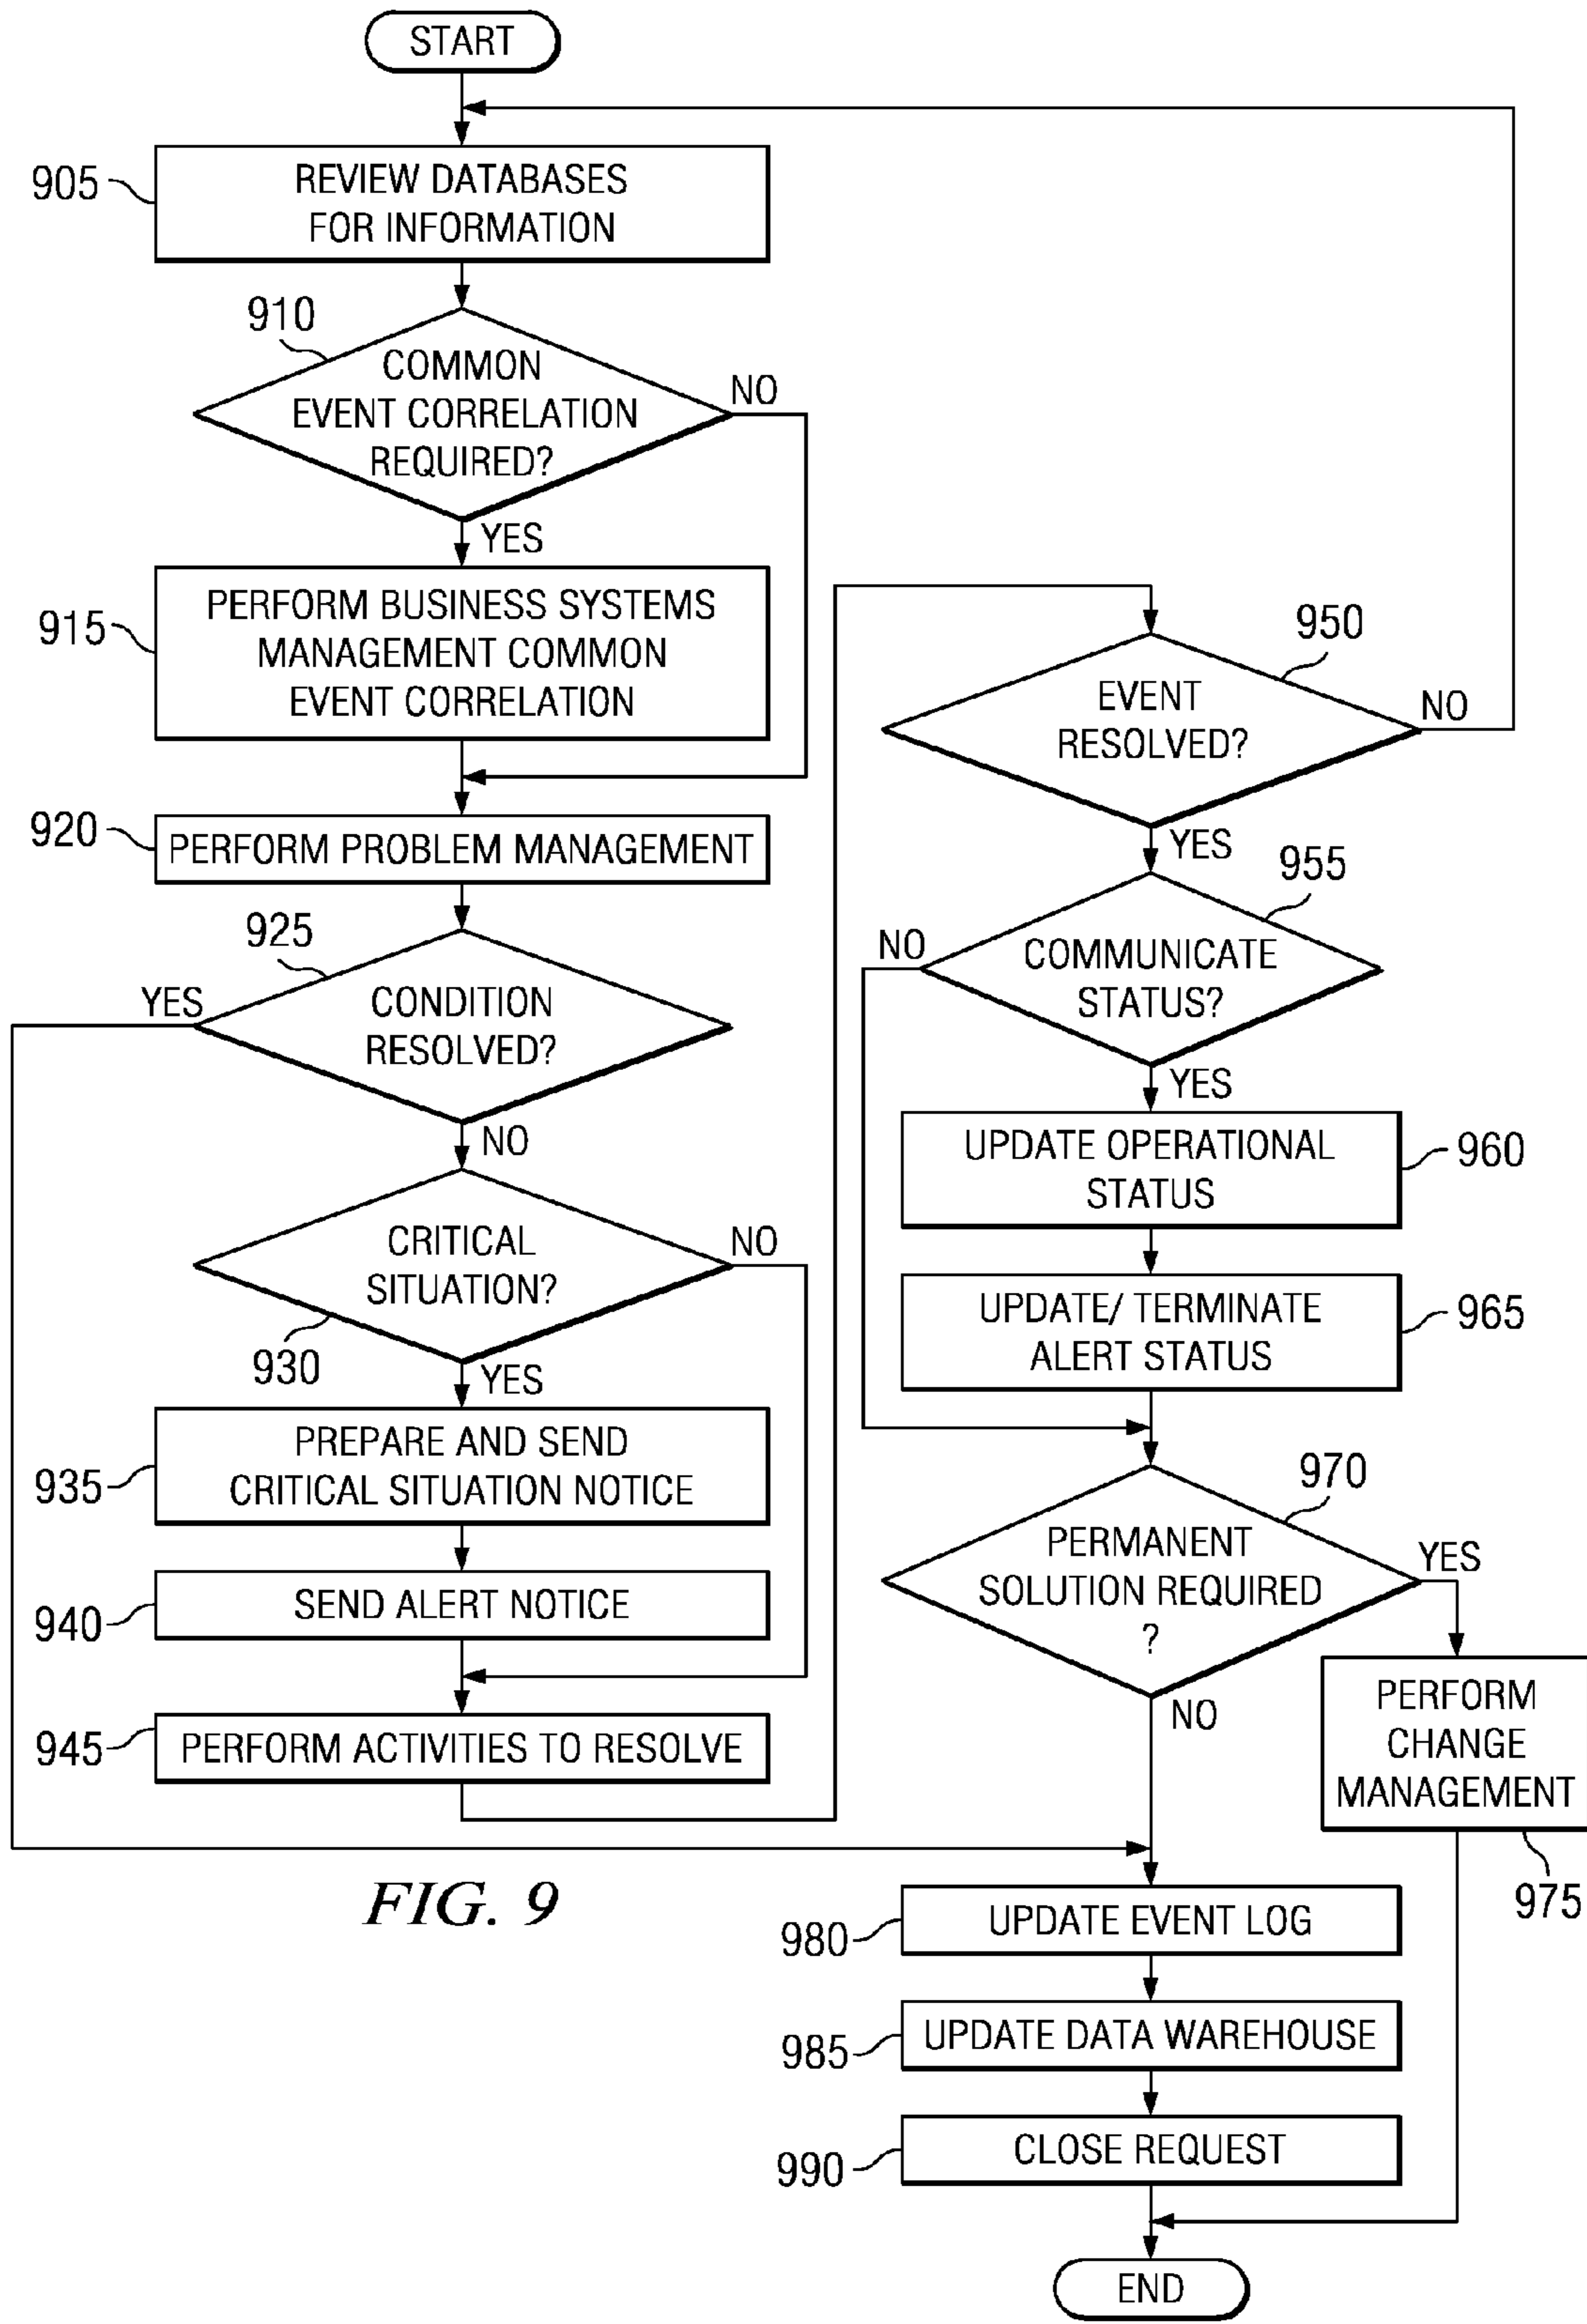 START
905
REVIEW DATABASES
FOR INFORMATION
910
COMMON
EVENT CORRELATION
REQUIRED?
NO
YES
915
PERFORM BUSINESS SYSTEMS
MANAGEMENT COMMON
EVENT CORRELATION
920
PERFORM PROBLEM MANAGEMENT
925
YES
CONDITION
RESOLVED?
NO
CRITICAL
SITUATION?
NO
930
YES
935
PREPARE AND SEND
CRITICAL SITUATION NOTICE
940
SEND ALERT NOTICE
945
PERFORM ACTIVITIES TO RESOLVE
950
EVENT
RESOLVED?
NO
YES
955
NO
COMMUNICATE
STATUS?
YES
UPDATE OPERATIONAL
STATUS
960
UPDATE/ TERMINATE
ALERT STATUS
965
970
PERMANENT
SOLUTION REQUIRED
?
YES
NO
PERFORM
CHANGE
MANAGEMENT
975
FIG. 9
980
UPDATE EVENT LOG
985
UPDATE DATA WAREHOUSE
990
CLOSE REQUEST
END